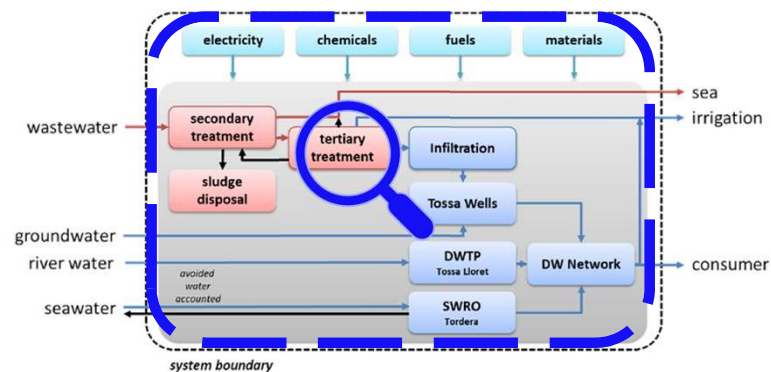 electricity
chemicals
fuels
materials
sea
irrigation
wastewater
secondary
treatment
tertiary
treatment
Infiltration
sludge
disposal
Tossa Wells
groundwater
river water
DWTP
Tossa Lloret
DW Network
consumer
avoided
water
accounted
seawater
SWRO
Tordera
system boundary